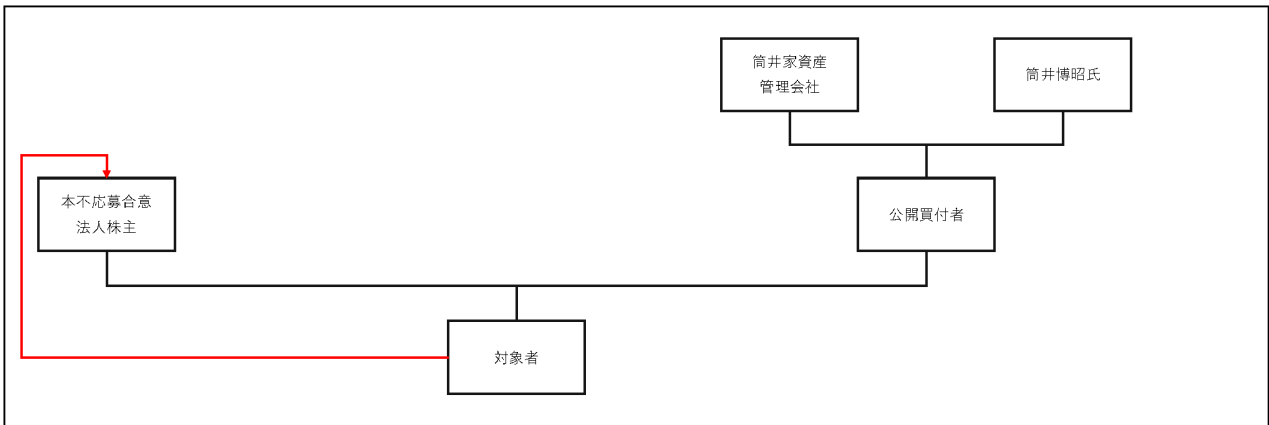 筒井家資産
管理会社
筒井博昭氏
本不応募合意
法人株主
公開買付者
対象者